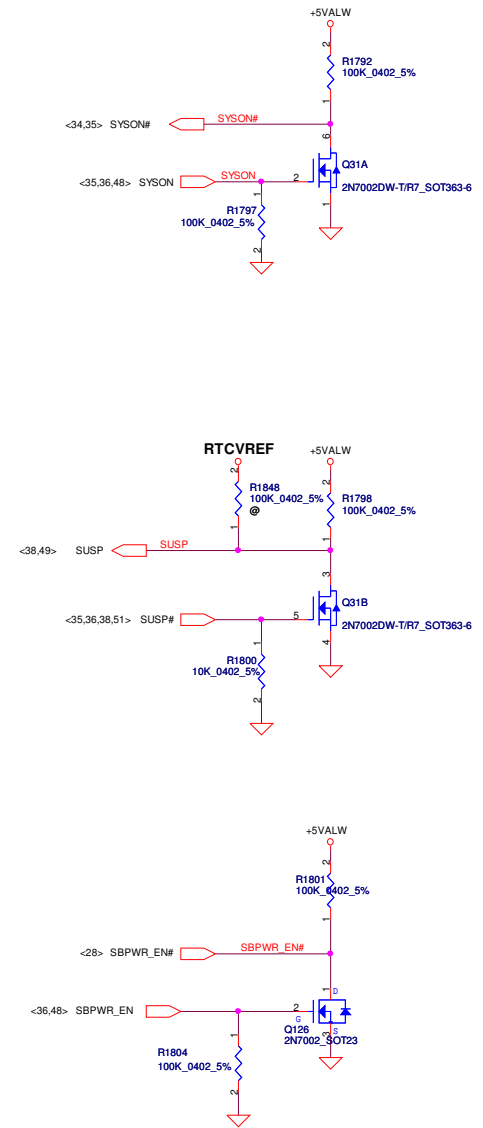 +5VALW
2
R1792
100K_0402_5%
1
<34,35> SYSON# SYSON#
6
Q31A
<35,36,48> SYSON SYSON 2
2N7002DW-T/R7_SOT363-6
1
1
R1797
100K_0402_5%
2
RTCVREF
+5VALW
2
2
R1848
100K_0402_5%
@
R1798
100K_0402_5%
1
1
<38,49> SUSP SUSP
3
Q31B
<35,36,38,51> SUSP# 5
2N7002DW-T/R7_SOT363-6
4
1
R1800
10K_0402_5%
2
+5VALW
2
R1801
100K_0402_5%
1
<28> SBPWR_EN# SBPWR_EN#
1
D
<36,48> SBPWR_EN 2
G
S
3
Q126
2N7002_SOT23
1
R1804
100K_0402_5%
2